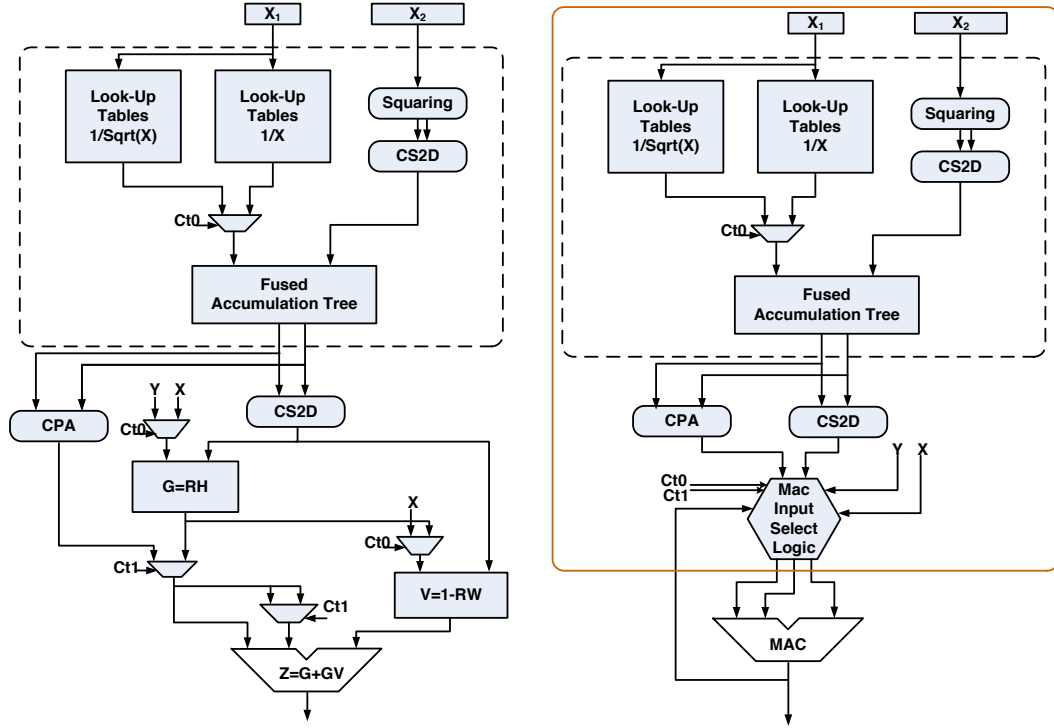 X1
X2
Look-Up
Tables
1/Sqrt(X)
Look-Up
Tables
1/X
Squaring
CS2D
Ct0
Fused
Accumulation Tree
Y
X
CPA
CS2D
Ct0
G=RH
X
Ct0
Ct1
V=1-RW
Ct1
Z=G+GV
X1
X2
Look-Up
Tables
1/Sqrt(X)
Look-Up
Tables
1/X
Squaring
CS2D
Ct0
Fused
Accumulation Tree
CPA
CS2D
Y
X
Ct0
Ct1
Mac
Input
Select
Logic
MAC